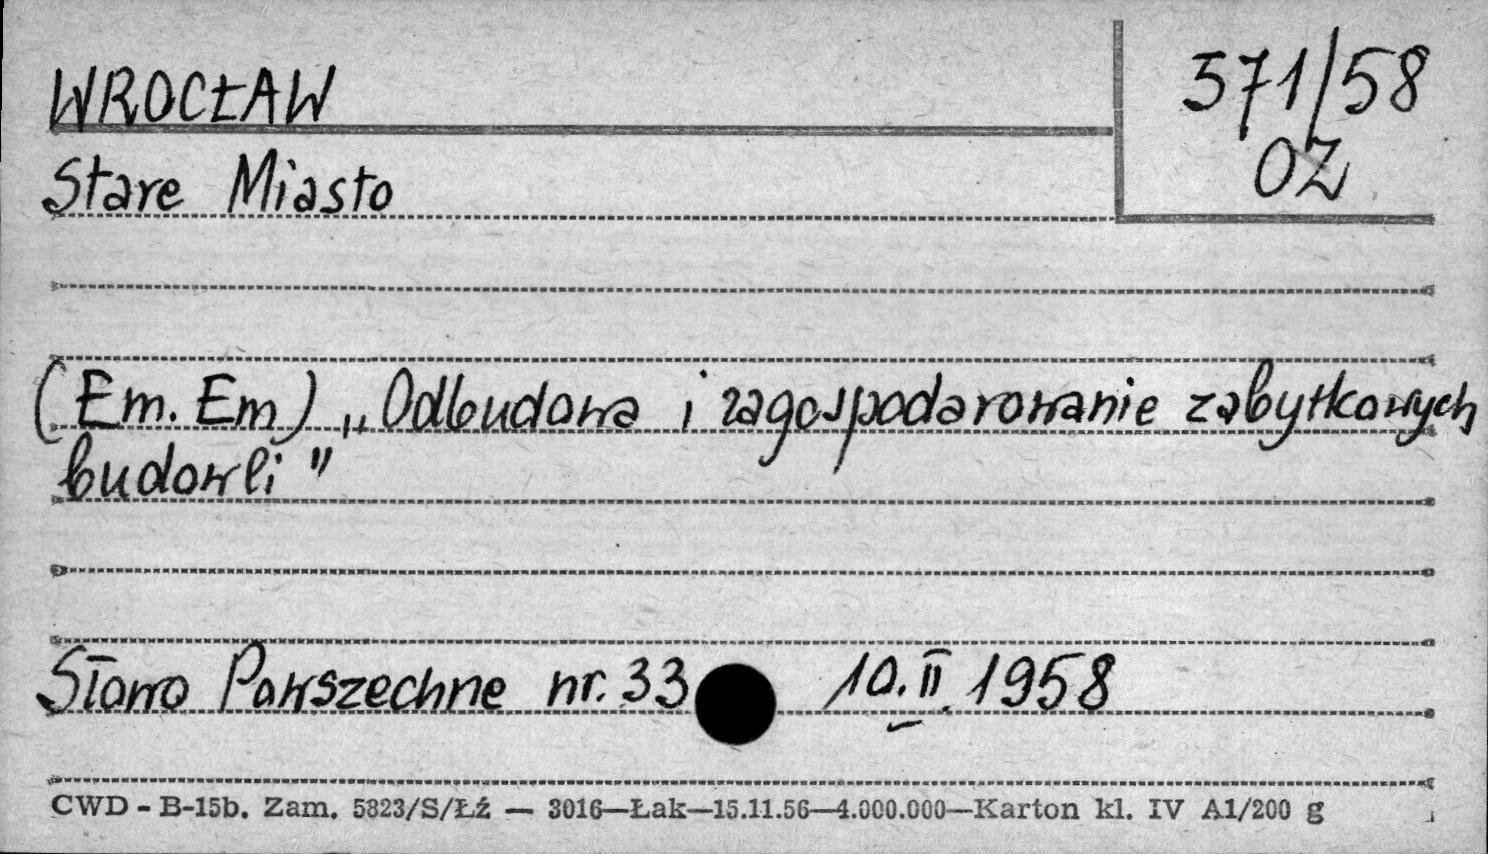 WROCŁAW
571/58
OZ
Stare Miasto
(Em. Em) „Odbudowa i zagospodarowanie zabytkowych
budowli"
Słowo Powszechne nr. 33 10.II.1958
CWD - B-15b. Zam. 5823/S/Łź — 3016—Łak—15.11.56—4.000.000—Karton kl. IV A1/200 g